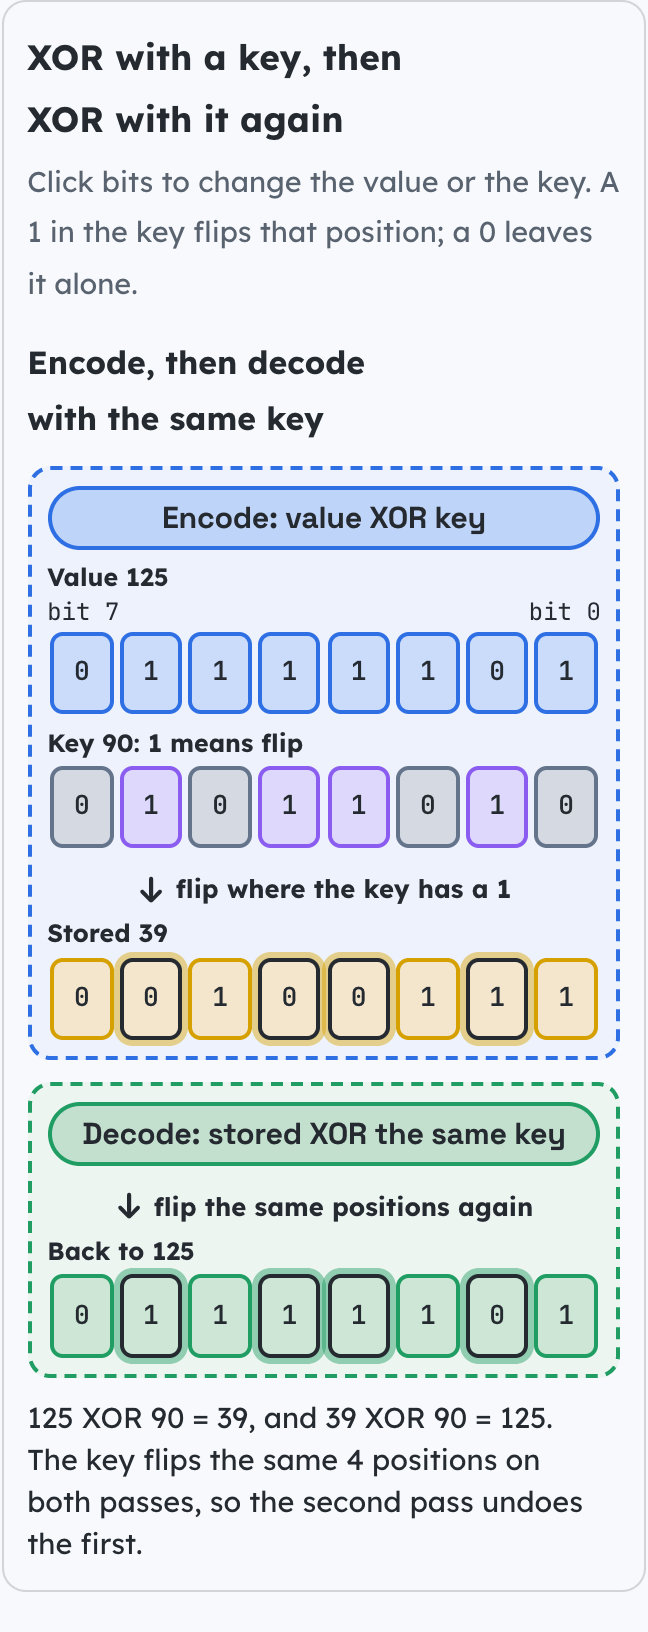 XOR with a key, then
XOR with it again
Click bits to change the value or the key. A
1 in the key flips that position; a 0 leaves
it alone.
Encode, then decode
with the same key
Encode: value XOR key
Value 125
bit 7 bit 0
0 1 1 1 1 1 0 1
Key 90: 1 means flip
0 1 0 1 1 0 1 0
↓ flip where the key has a 1
Stored 39
0 0 1 0 0 1 1 1
Decode: stored XOR the same key
↓ flip the same positions again
Back to 125
0 1 1 1 1 1 0 1
125 XOR 90 = 39, and 39 XOR 90 = 125.
The key flips the same 4 positions on
both passes, so the second pass undoes
the first.